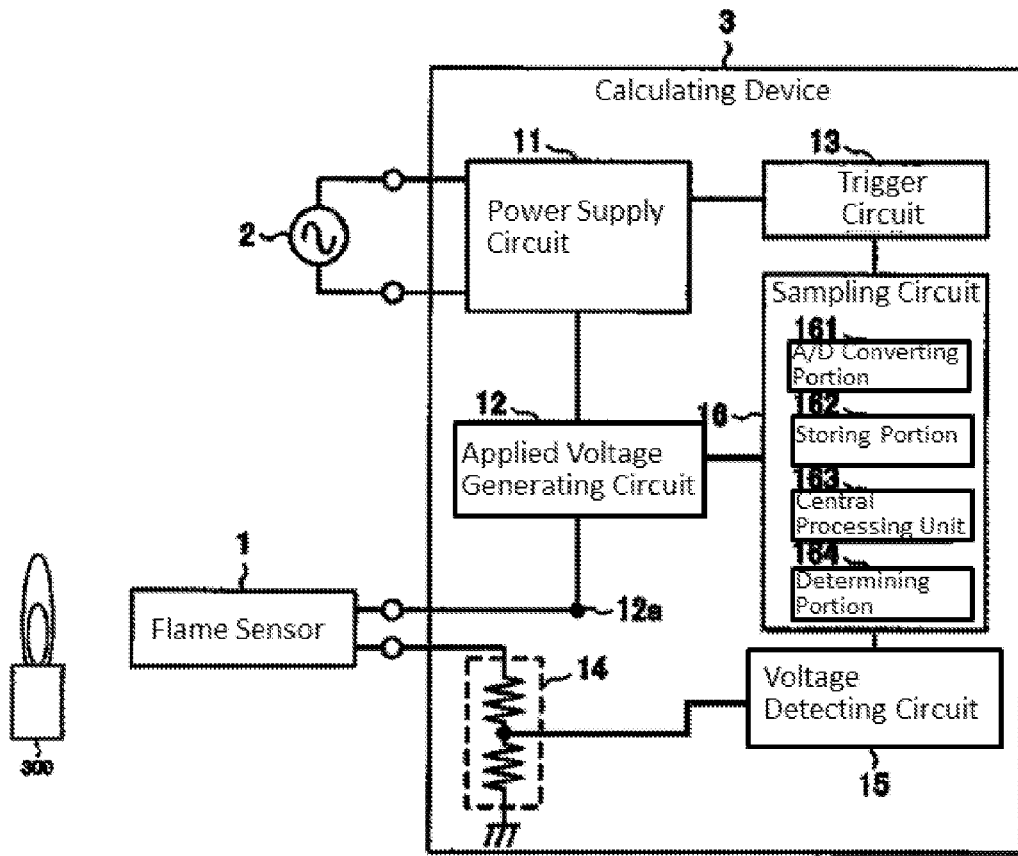 3
Calculating Device
11
13
Power Supply
Circuit
Trigger
Circuit
2
Sampling Circuit
161
A/D Converting
Portion
12
16
162
Storing Portion
Applied Voltage
Generating Circuit
163
Central
Processing Unit
164
Determining
Portion
1
Flame Sensor
12a
14
Voltage
Detecting Circuit
15
300